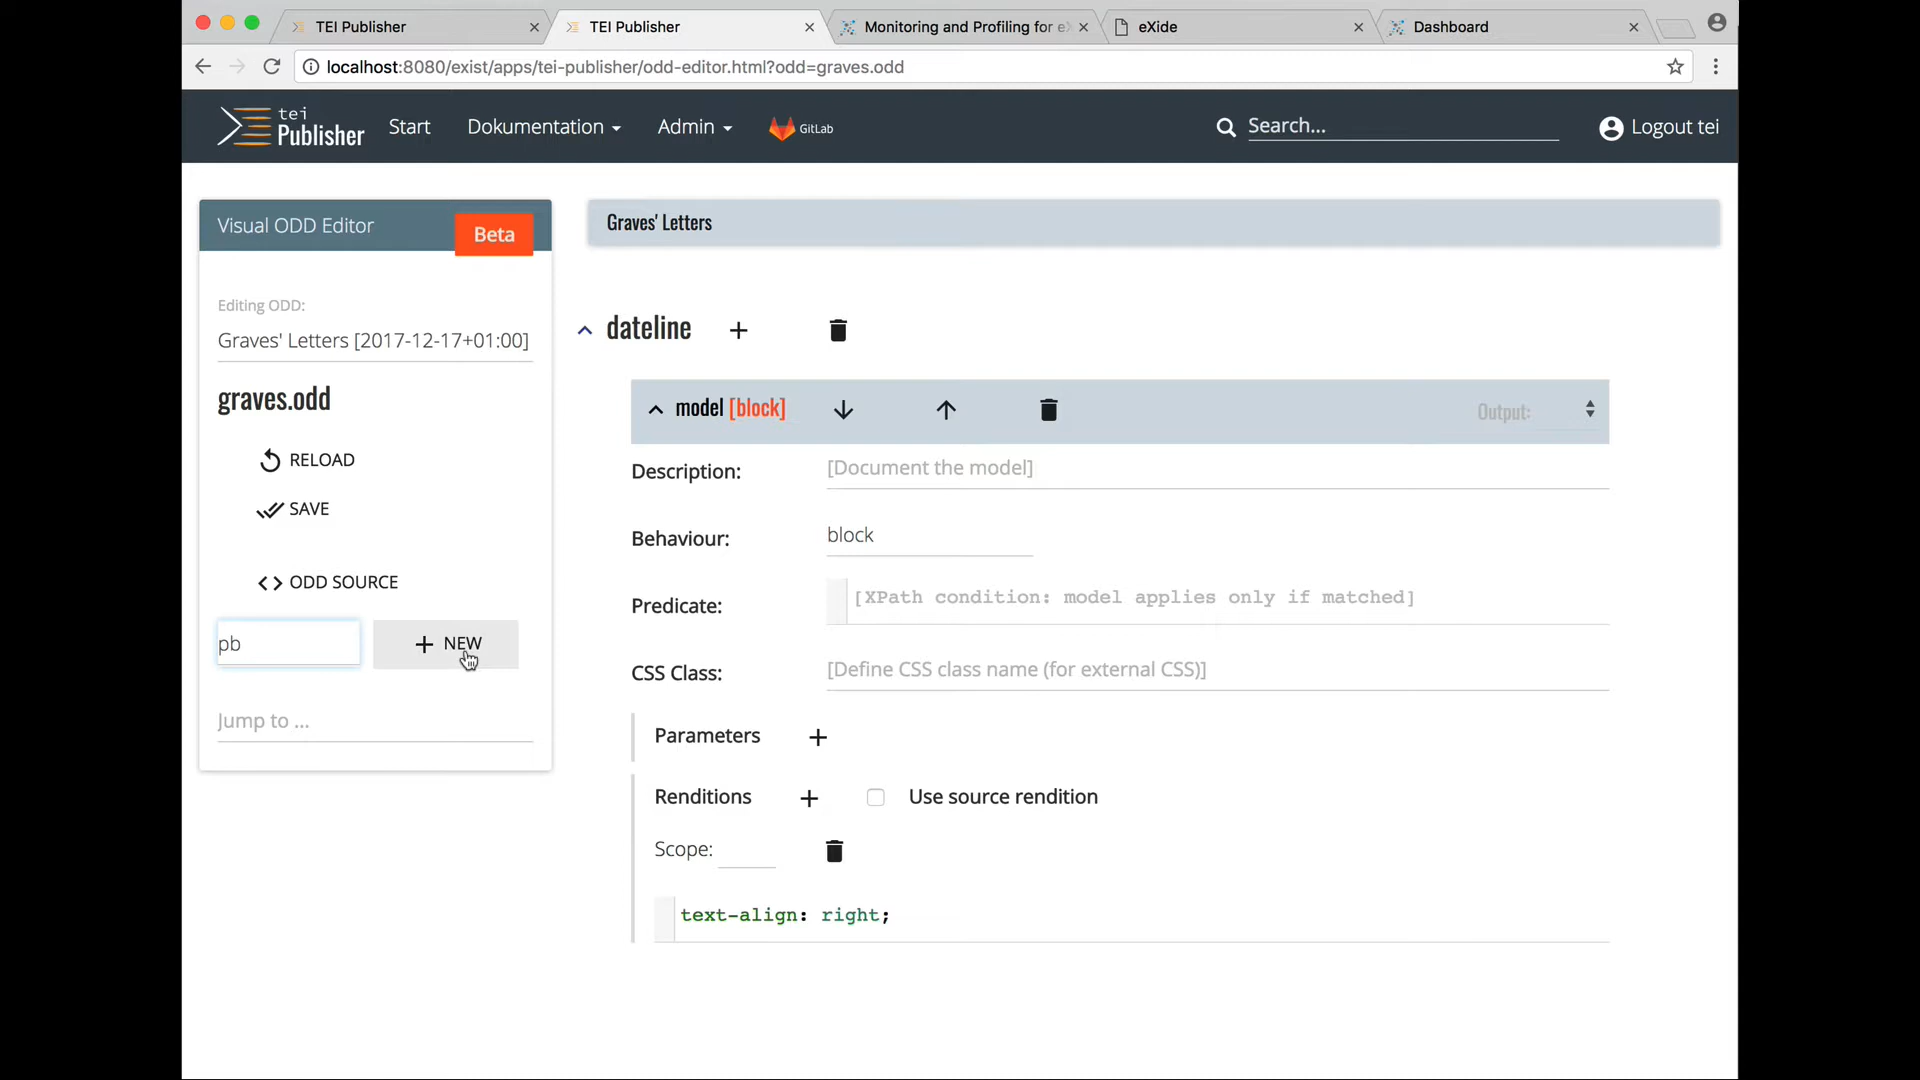 TEI Publisher
TEI Publisher
Monitoring and Profiling for eX
eXide
Dashboard
localhost:8080/exist/apps/tei-publisher/odd-editor.html?odd=graves.odd
tei
Publisher
Start
Dokumentation
Admin
GitLab
Search...
Logout tei
Visual ODD Editor
Beta
Editing ODD:
Graves' Letters [2017-12-17+01:00]
graves.odd
RELOAD
SAVE
ODD SOURCE
pb
NEW
Jump to ...
Graves' Letters
dateline
model [block]
Output:
Description:
[Document the model]
Behaviour:
block
Predicate:
[XPath condition: model applies only if matched]
CSS Class:
[Define CSS class name (for external CSS)]
Parameters
Renditions
Use source rendition
Scope:
text-align: right;